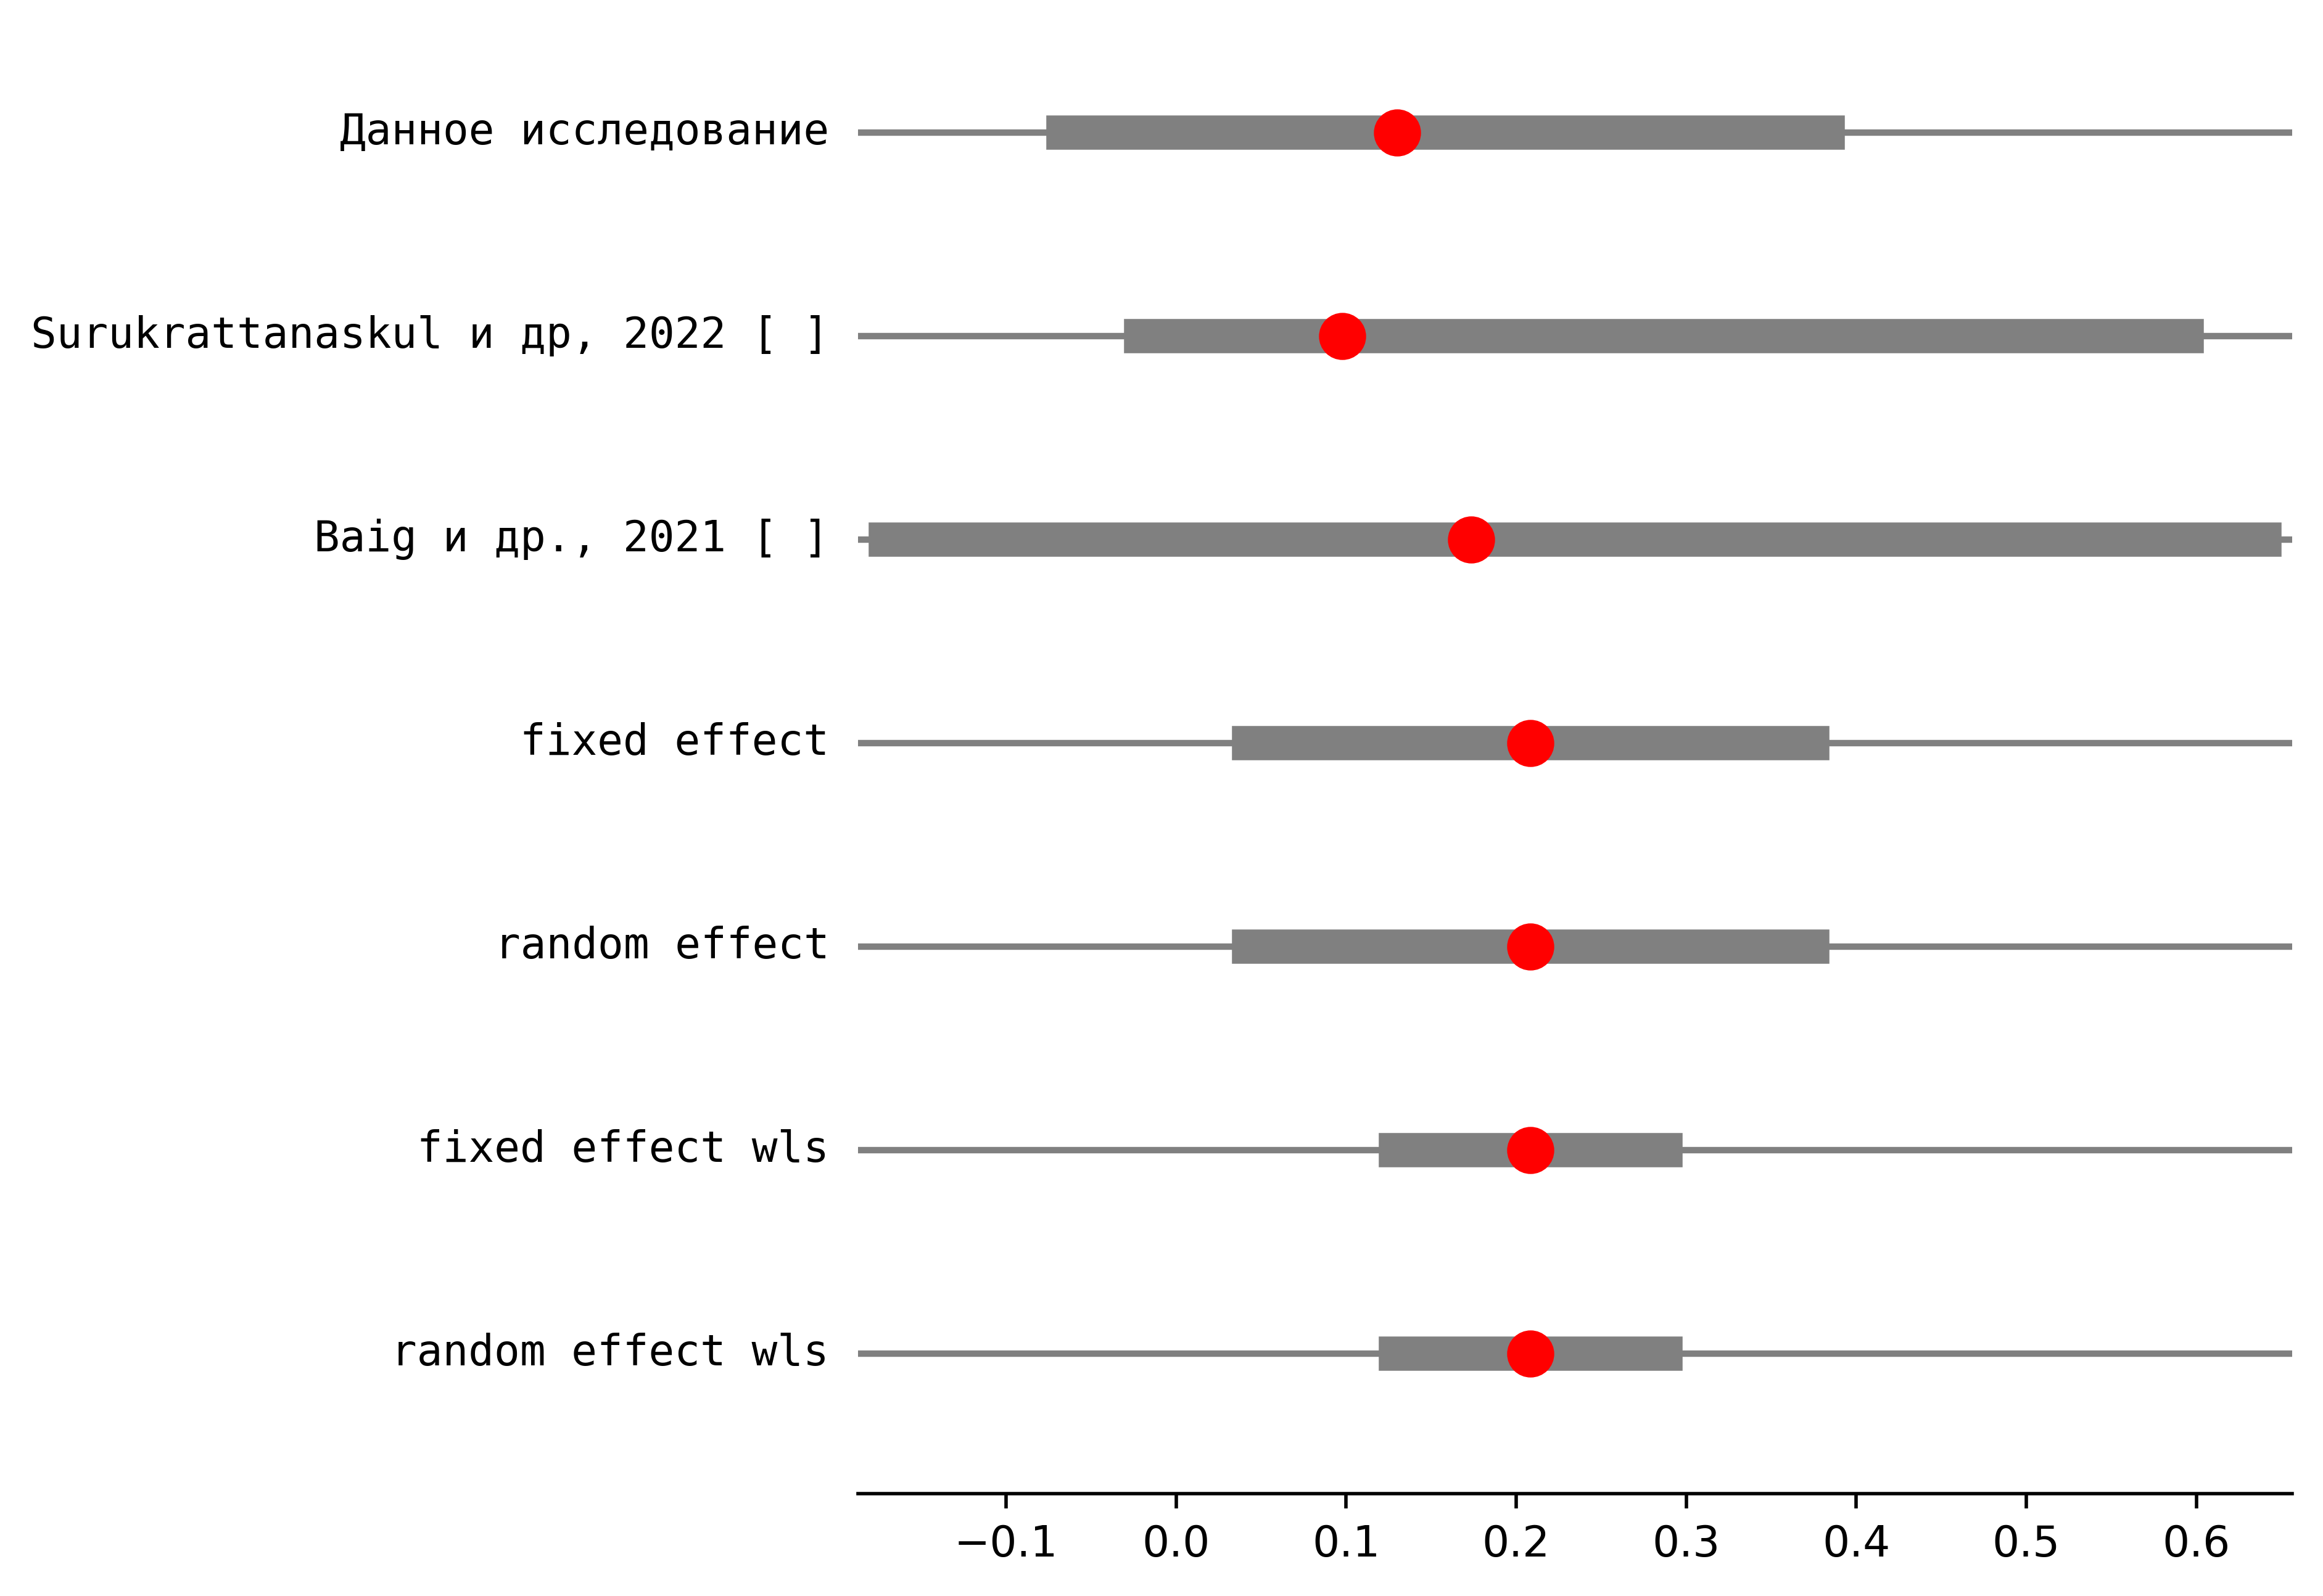 Данное исследование
Surukrattanaskul и др, 2022 [ ]
Baig и др., 2021 [ ]
fixed effect
random effect
fixed effect wls
random effect wls
−0.1 0.0 0.1 0.2 0.3 0.4 0.5 0.6